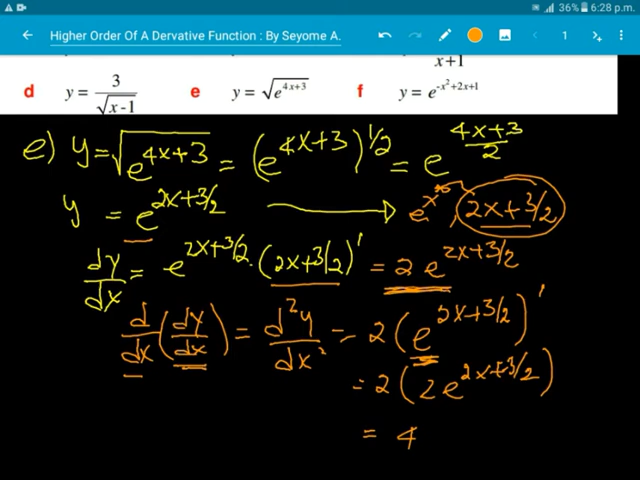 36% 6:28 pm
Higher Order Of A Dervative Function : By Seyome A. 1
x+1
d y = 3/√(x-1) e y = √(e^(4x+3)) f y = e^(-x²+2x+1)
e) y = √(e^(4x+3)) = (e^(4x+3))^(1/2) = e^((4x+3)/2)
y = e^(2x+3/2) → e^x, 2x+3/2
dy/dx = e^(2x+3/2) · (2x+3/2)' = 2e^(2x+3/2)
d/dx (dy/dx) = d²y/dx² = 2(e^(2x+3/2))'
= 2(2e^(2x+3/2))
= 4